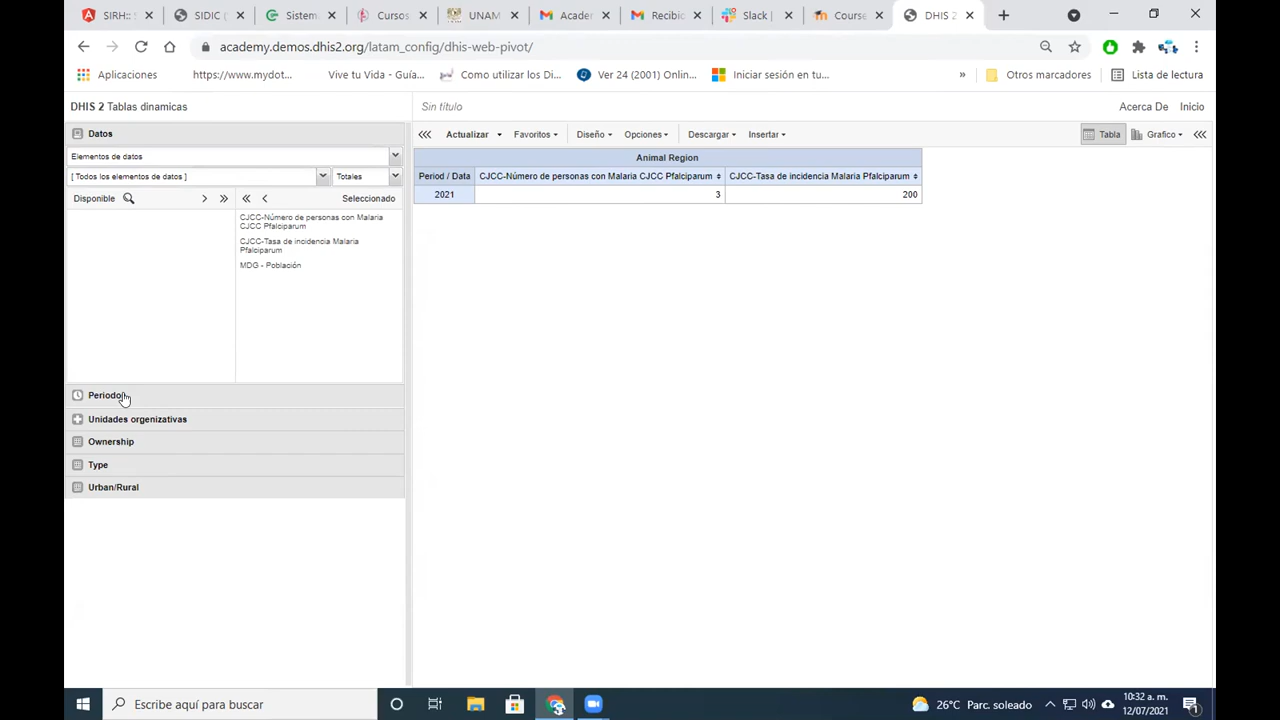 SIRH::
SIDIC (
Sistem
Cursos
UNAM
Acader
Recibic
Slack |
Course
DHIS 2
academy.demos.dhis2.org/latam_config/dhis-web-pivot/
Aplicaciones
https://www.mydot...
Vive tu Vida - Guía...
Como utilizar los Di...
Ver 24 (2001) Onlin...
Iniciar sesión en tu...
»
Otros marcadores
Lista de lectura
DHIS 2 Tablas dinamicas
Sin título
Acerca De
Inicio
Datos
Actualizar
Favoritos
Diseño
Opciones
Descargar
Insertar
Tabla
Grafico
Elementos de datos
[ Todos los elementos de datos ]
Totales
Disponible
Seleccionado
CJCC-Número de personas con Malaria
CJCC Pfalciparum
CJCC-Tasa de incidencia Malaria
Pfalciparum
MDG - Población
Animal Region
Period / Data
CJCC-Número de personas con Malaria CJCC Pfalciparum
CJCC-Tasa de incidencia Malaria Pfalciparum
2021
3
200
Periodo
Unidades orgenizativas
Ownership
Type
Urban/Rural
Escribe aquí para buscar
26°C Parc. soleado
10:32 a. m.
12/07/2021
1